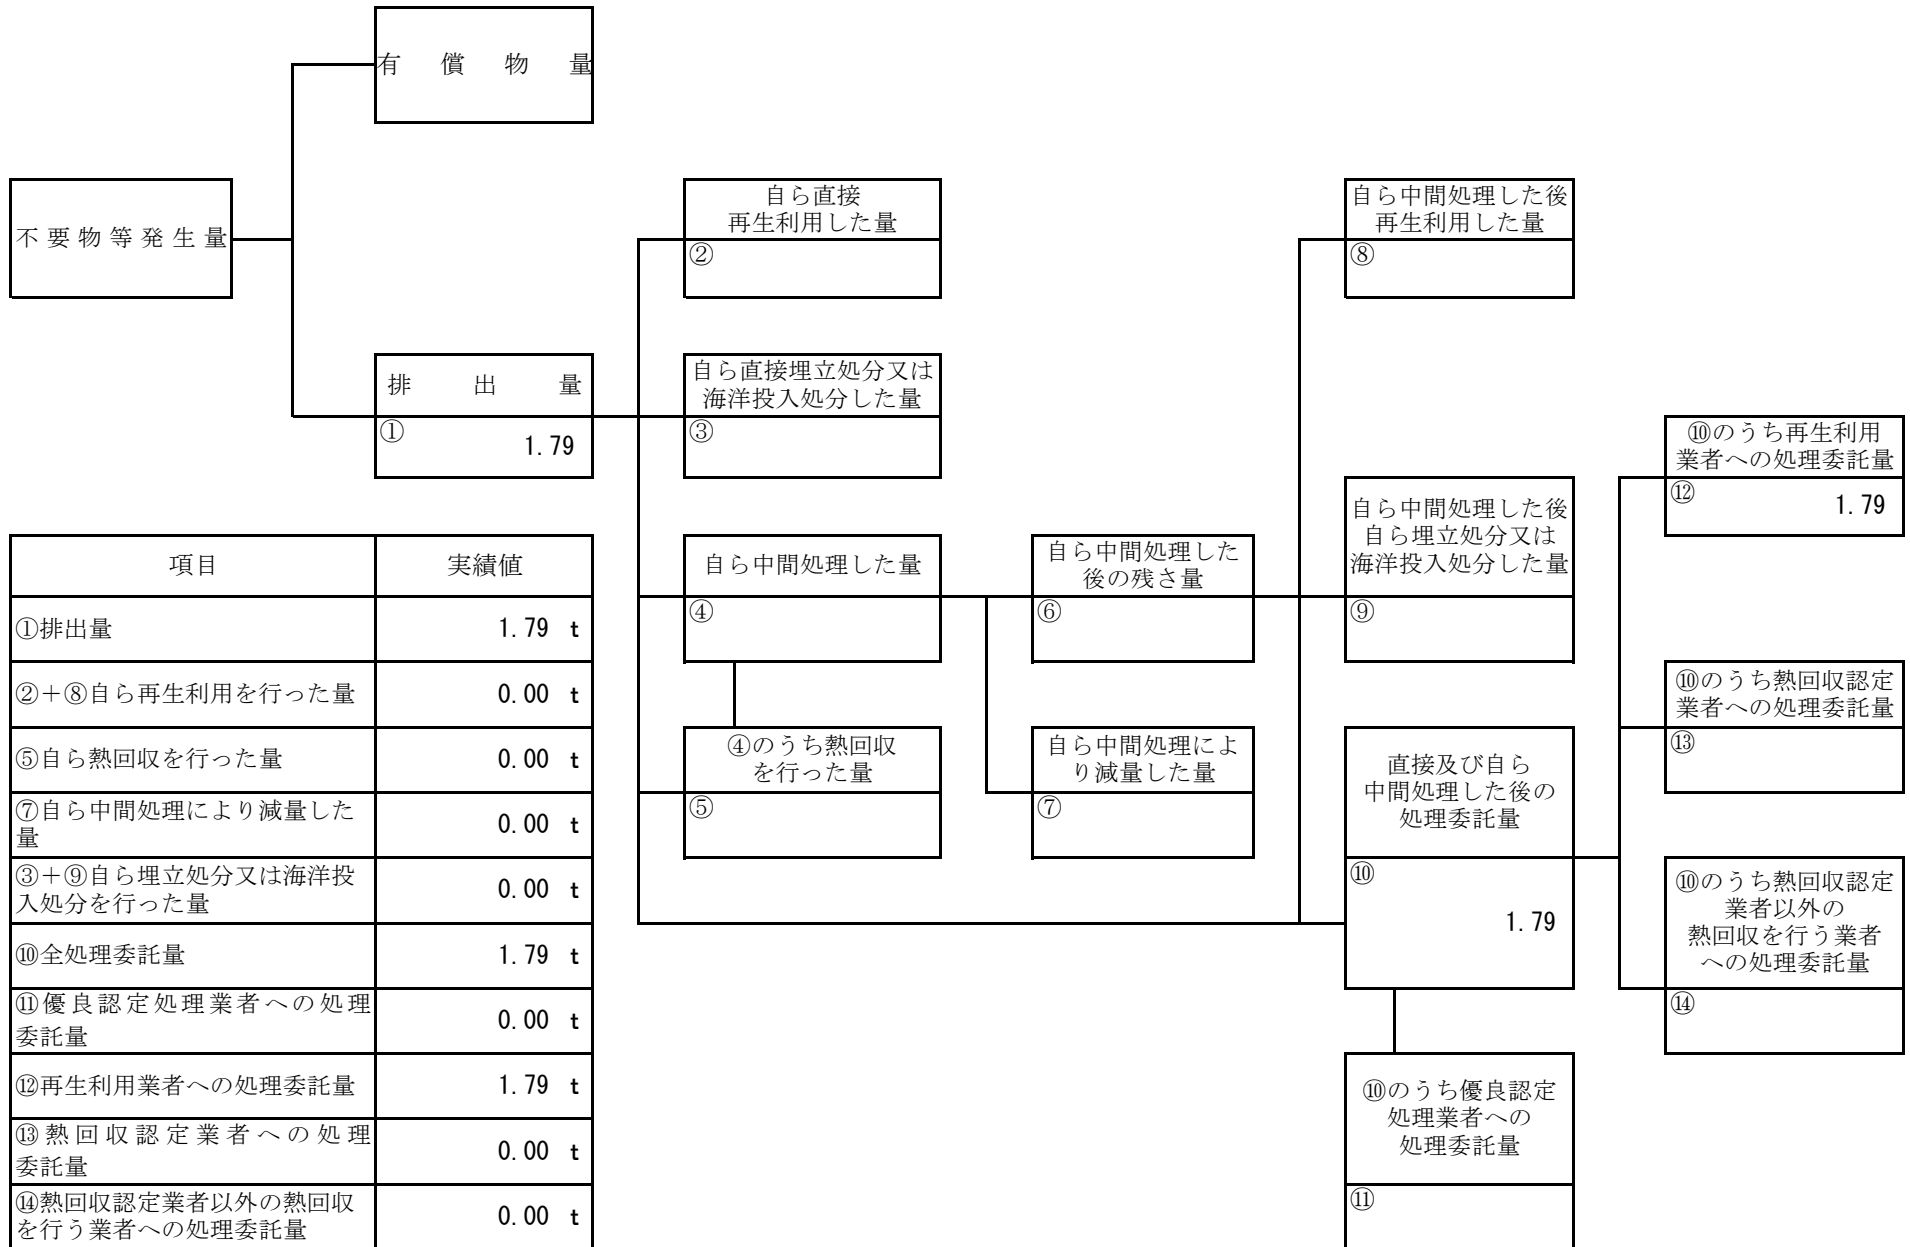 有償物量
不要物等発生量
自ら直接
再生利用した量
②
自ら中間処理した後
再生利用した量
⑧
排出量
① 1.79
自ら直接埋立処分又は
海洋投入処分した量
③
⑩のうち再生利用
業者への処理委託量
⑫ 1.79
自ら中間処理した量
④
自ら中間処理した
後の残さ量
⑥
自ら中間処理した後
自ら埋立処分又は
海洋投入処分した量
⑨
⑩のうち熱回収認定
業者への処理委託量
⑬
④のうち熱回収
を行った量
⑤
自ら中間処理によ
り減量した量
⑦
直接及び自ら
中間処理した後の
処理委託量
⑩
1.79
⑩のうち熱回収認定
業者以外の
熱回収を行う業者
への処理委託量
⑭
⑩のうち優良認定
処理業者への
処理委託量
⑪
項目 実績値
①排出量 1.79 t
②+⑧自ら再生利用を行った量 0.00 t
⑤自ら熱回収を行った量 0.00 t
⑦自ら中間処理により減量した
量 0.00 t
③+⑨自ら埋立処分又は海洋投
入処分を行った量 0.00 t
⑩全処理委託量 1.79 t
⑪優良認定処理業者への処理
委託量 0.00 t
⑫再生利用業者への処理委託量 1.79 t
⑬熱回収認定業者への処理
委託量 0.00 t
⑭熱回収認定業者以外の熱回収
を行う業者への処理委託量 0.00 t